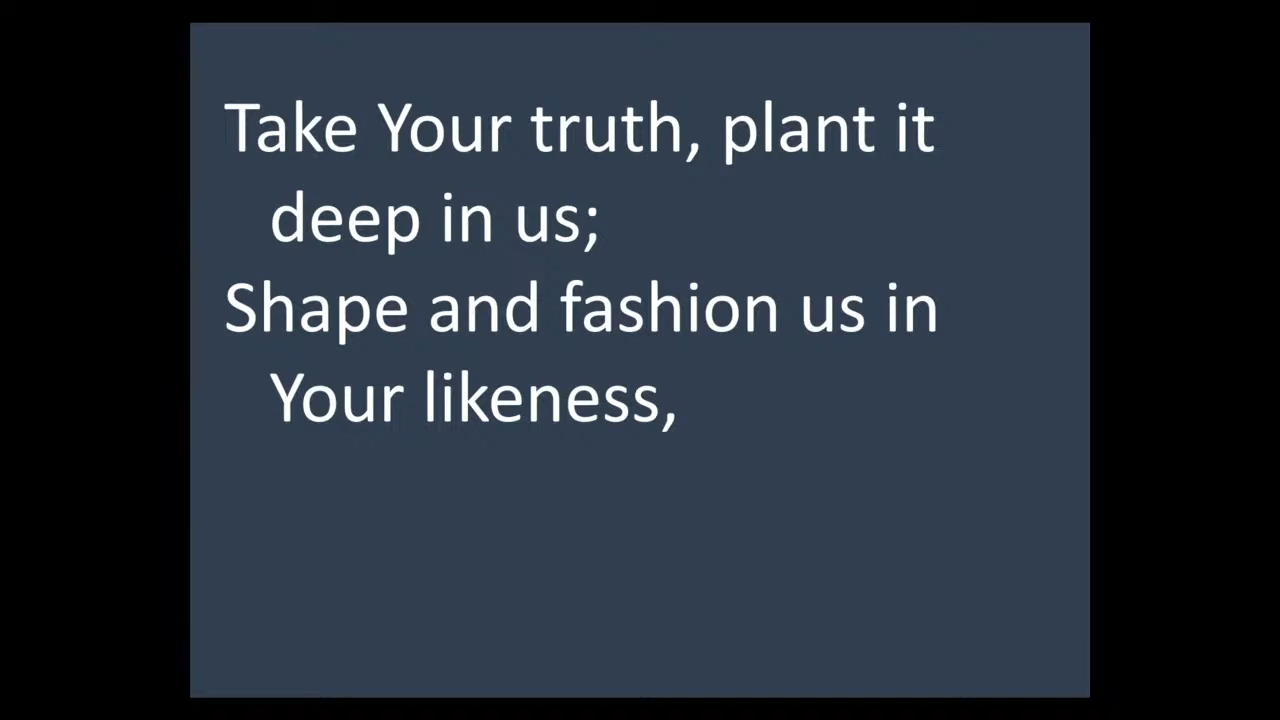 Take Your truth, plant it
deep in us;
Shape and fashion us in
Your likeness,